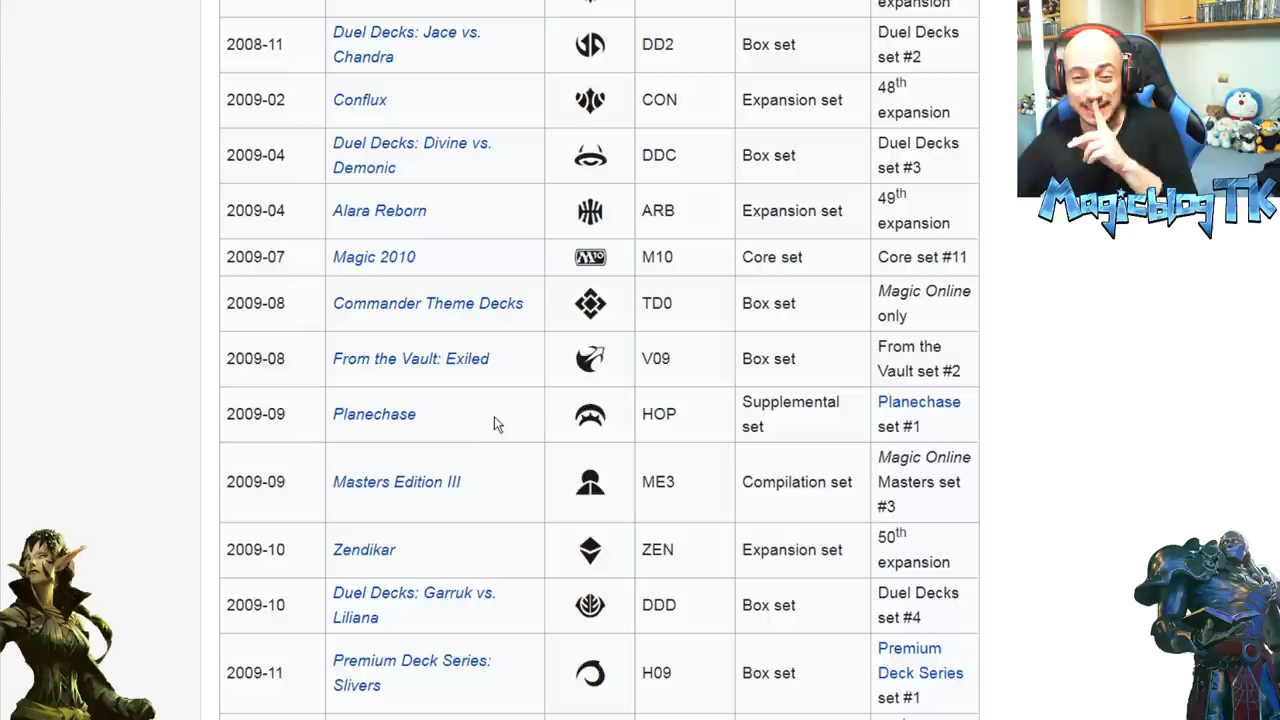 expansion
2008-11
Duel Decks: Jace vs.
Chandra
DD2
Box set
Duel Decks
set #2
2009-02
Conflux
CON
Expansion set
48th
expansion
2009-04
Duel Decks: Divine vs.
Demonic
DDC
Box set
Duel Decks
set #3
2009-04
Alara Reborn
ARB
Expansion set
49th
expansion
2009-07
Magic 2010
M10
M10
Core set
Core set #11
2009-08
Commander Theme Decks
TD0
Box set
Magic Online
only
2009-08
From the Vault: Exiled
V09
Box set
From the
Vault set #2
2009-09
Planechase
HOP
Supplemental
set
Planechase
set #1
2009-09
Masters Edition III
ME3
Compilation set
Magic Online
Masters set
#3
2009-10
Zendikar
ZEN
Expansion set
50th
expansion
2009-10
Duel Decks: Garruk vs.
Liliana
DDD
Box set
Duel Decks
set #4
2009-11
Premium Deck Series:
Slivers
H09
Box set
Premium
Deck Series
set #1
MagicblogTK